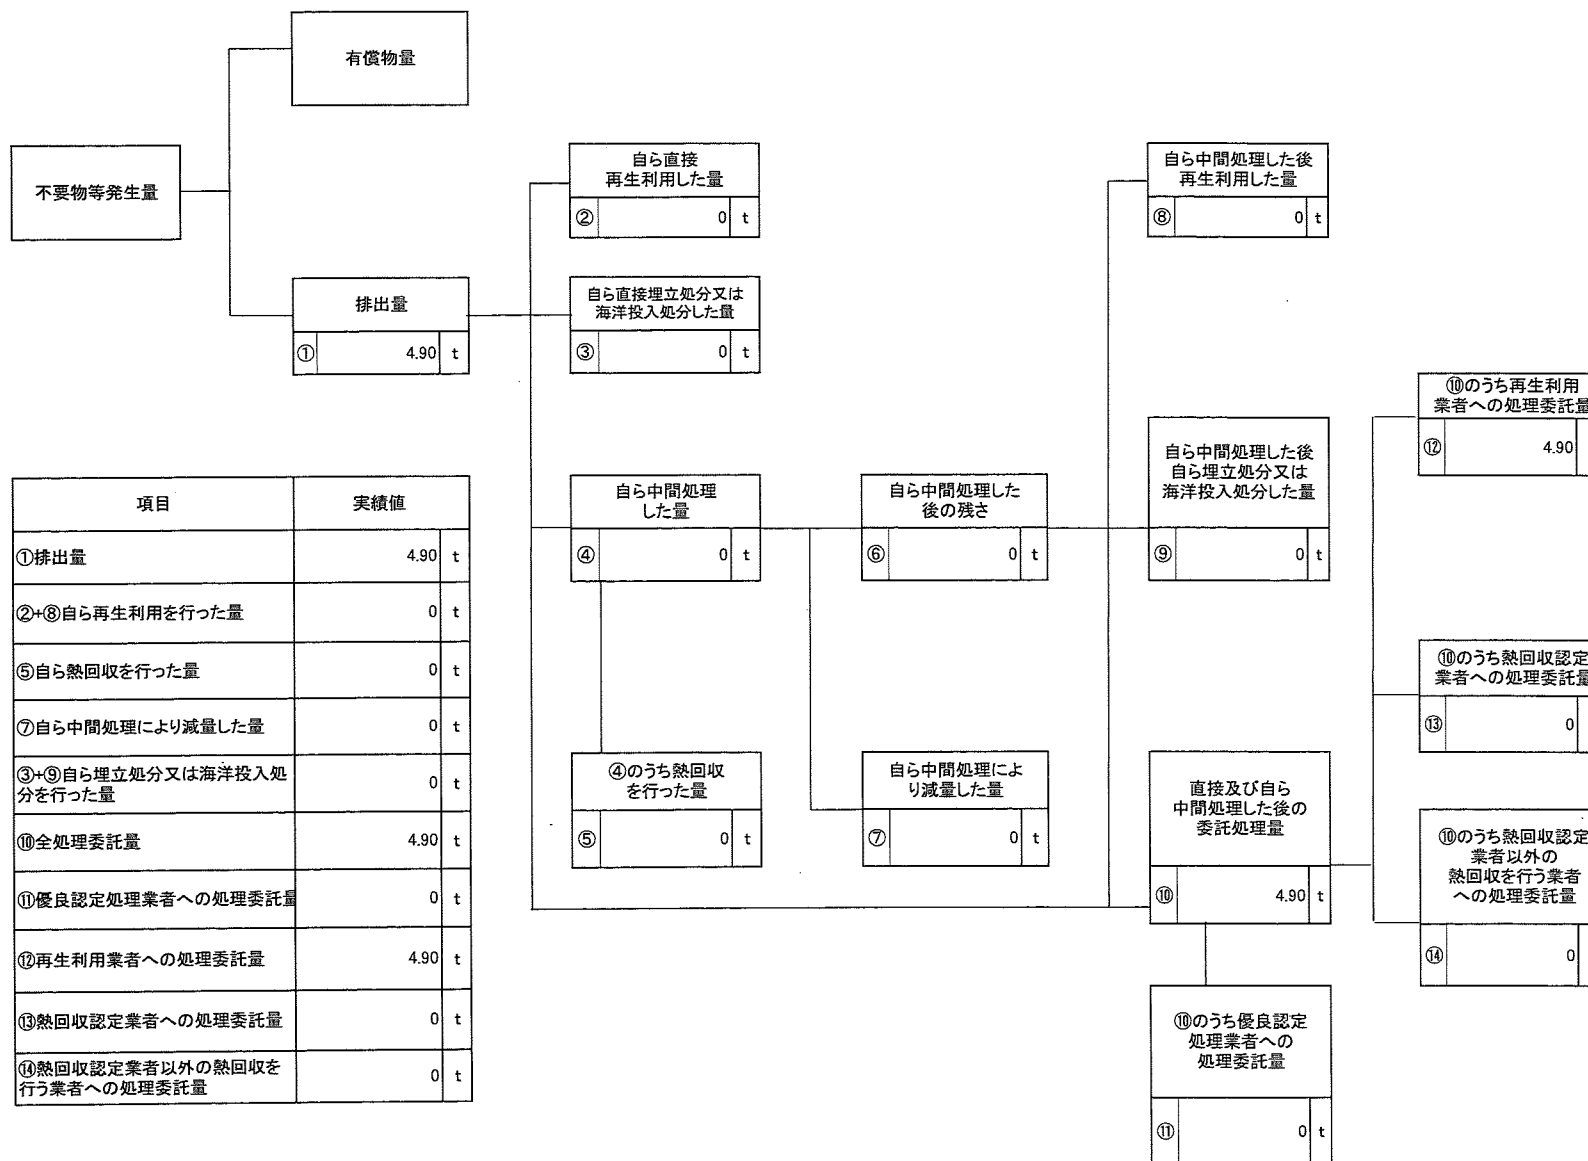 有償物量
不要物等発生量
排出量
① 4.90 t
自ら直接
再生利用した量
② 0 t
自ら直接埋立処分又は
海洋投入処分した量
③ 0 t
自ら中間処理
した量
④ 0 t
④のうち熱回収
を行った量
⑤ 0 t
自ら中間処理した
後の残さ
⑥ 0 t
自ら中間処理によ
り減量した量
⑦ 0 t
自ら中間処理した後
再生利用した量
⑧ 0 t
自ら中間処理した後
自ら埋立処分又は
海洋投入処分した量
⑨ 0 t
直接及び自ら
中間処理した後の
委託処理量
⑩ 4.90 t
⑩のうち優良認定
処理業者への
処理委託量
⑪ 0 t
⑩のうち再生利用
業者への処理委託量
⑫ 4.90
⑩のうち熱回収認定
業者への処理委託量
⑬ 0
⑩のうち熱回収認定
業者以外の
熱回収を行う業者
への処理委託量
⑭ 0
項目 実績値
①排出量 4.90 t
②+⑧自ら再生利用を行った量 0 t
⑤自ら熱回収を行った量 0 t
⑦自ら中間処理により減量した量 0 t
③+⑨自ら埋立処分又は海洋投入処
分を行った量 0 t
⑩全処理委託量 4.90 t
⑪優良認定処理業者への処理委託量 0 t
⑫再生利用業者への処理委託量 4.90 t
⑬熱回収認定業者への処理委託量 0 t
⑭熱回収認定業者以外の熱回収を
行う業者への処理委託量 0 t